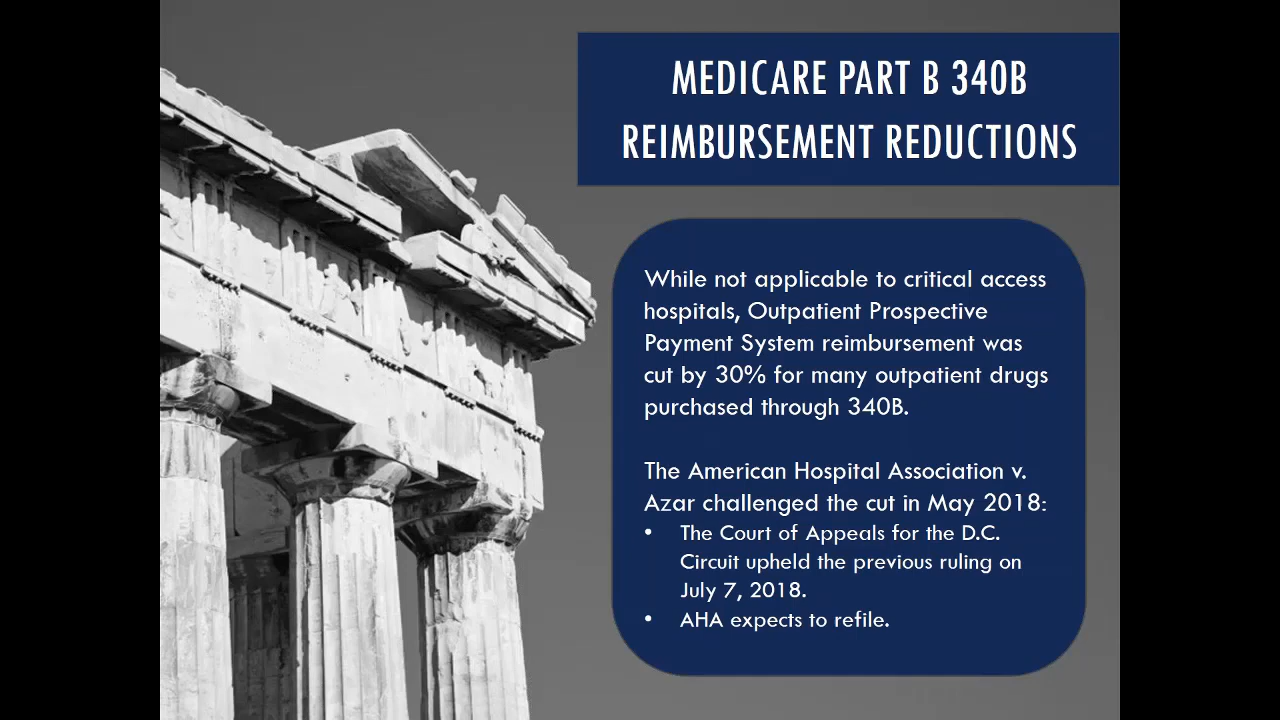 MEDICARE PART B 340B
REIMBURSEMENT REDUCTIONS
While not applicable to critical access
hospitals, Outpatient Prospective
Payment System reimbursement was
cut by 30% for many outpatient drugs
purchased through 340B.
The American Hospital Association v.
Azar challenged the cut in May 2018:
• The Court of Appeals for the D.C.
Circuit upheld the previous ruling on
July 7, 2018.
• AHA expects to refile.